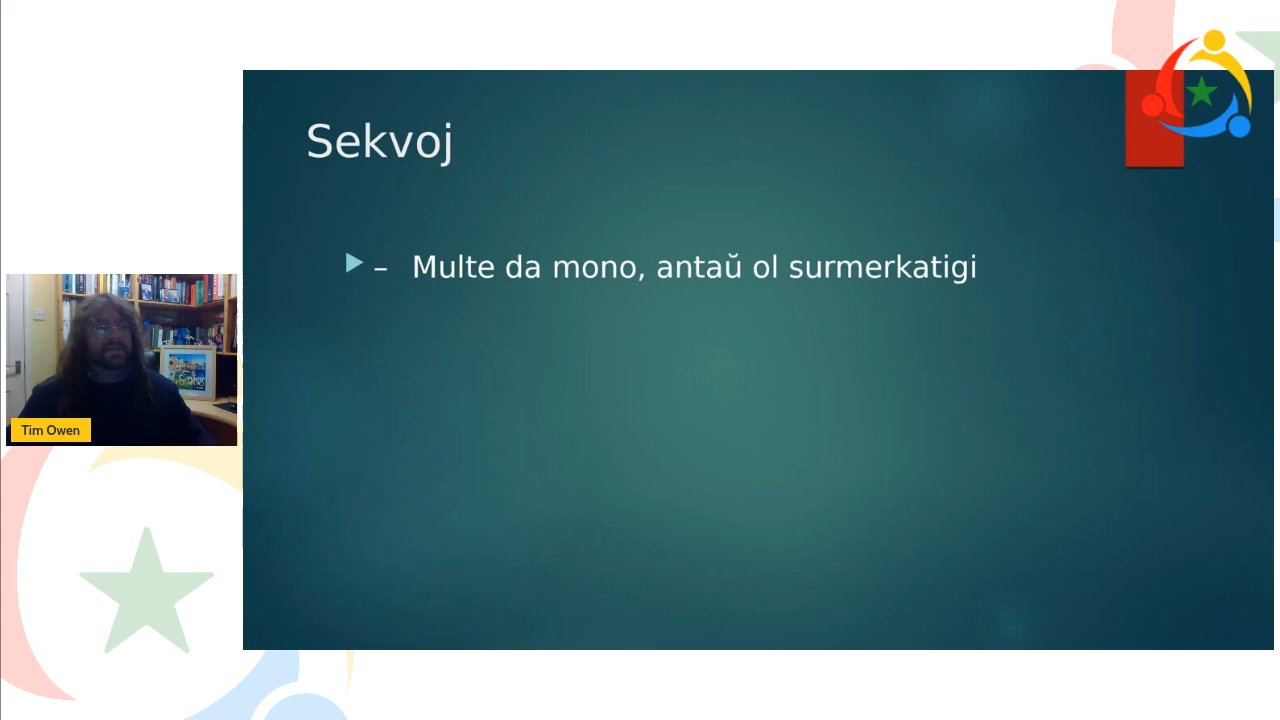 Sekvoj
– Multe da mono, antaŭ ol surmerkatigi
Tim Owen